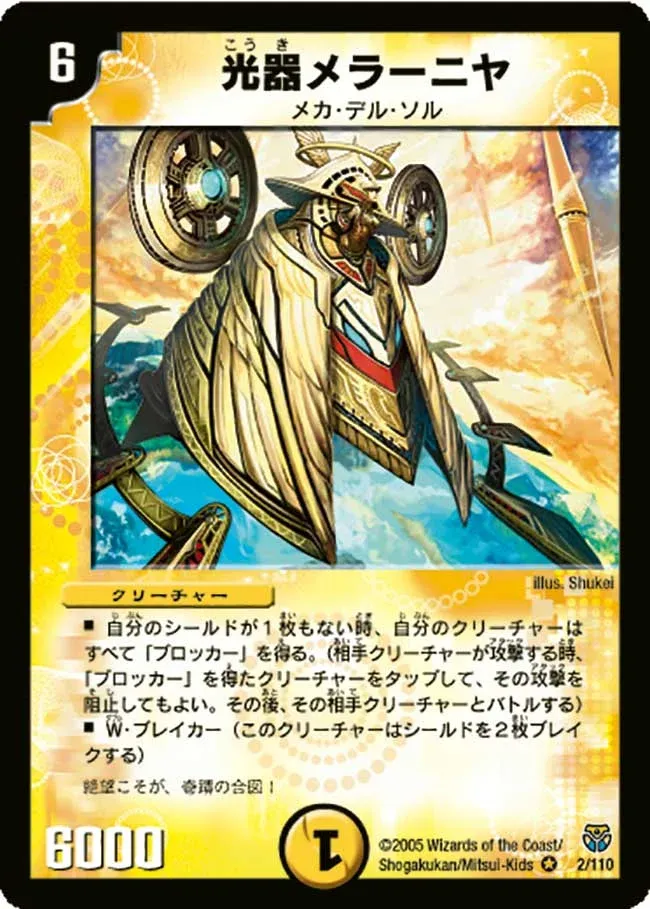 6
こうき
光器メラーニヤ
メカ・デル・ソル
illus. Shukei
クリーチャー
■ 自分のシールドが1枚もない時、自分のクリーチャーは
すべて「ブロッカー」を得る。(相手クリーチャーが攻撃する時、
「ブロッカー」を得たクリーチャーをタップして、その攻撃を
阻止してもよい。その後、その相手クリーチャーとバトルする)
■ W・ブレイカー (このクリーチャーはシールドを2枚ブレイ
クする)
絶望こそが、奇蹟の合図!
6000
1
©2005 Wizards of the Coast/
Shogakukan/Mitsui-Kids
2/110